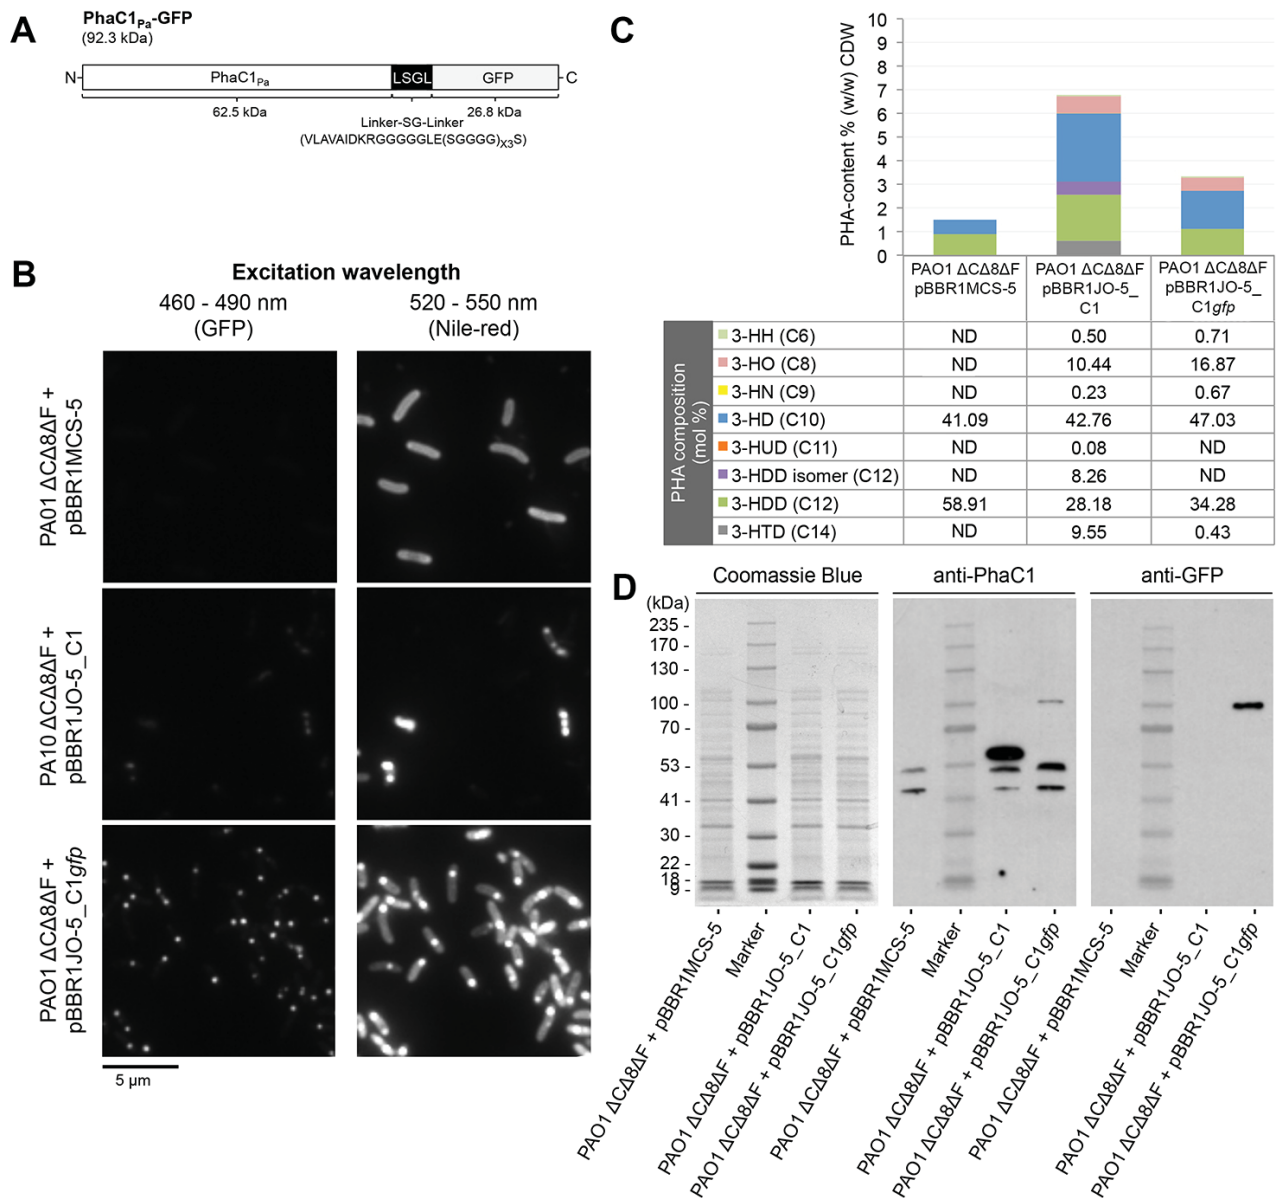 A
PhaC1Pa-GFP
(92.3 kDa)
N-
PhaC1Pa
LSGL
GFP
-C
62.5 kDa
26.8 kDa
Linker-SG-Linker
(VLAVAIDKRGGGGGLE(SGGGG)X3S)
B
Excitation wavelength
460 - 490 nm
(GFP)
520 - 550 nm
(Nile-red)
PA01 ΔCΔ8ΔF +
pBBR1MCS-5
PA10 ΔCΔ8ΔF +
pBBR1JO-5_C1
PAO1 ΔCΔ8ΔF +
pBBR1JO-5_C1gfp
5 µm
C
PHA-content % (w/w) CDW
10
9
8
7
6
5
4
3
2
1
0
PAO1 ΔCΔ8ΔF
pBBR1MCS-5
PAO1 ΔCΔ8ΔF
pBBR1JO-5_
C1
PAO1 ΔCΔ8ΔF
pBBR1JO-5_
C1gfp
PHA composition
(mol %)
3-HH (C6) ND 0.50 0.71
3-HO (C8) ND 10.44 16.87
3-HN (C9) ND 0.23 0.67
3-HD (C10) 41.09 42.76 47.03
3-HUD (C11) ND 0.08 ND
3-HDD isomer (C12) ND 8.26 ND
3-HDD (C12) 58.91 28.18 34.28
3-HTD (C14) ND 9.55 0.43
D
Coomassie Blue
anti-PhaC1
anti-GFP
(kDa)
235 -
170 -
130 -
100 -
70 -
53 -
41 -
30 -
22 -
18 -
9 -
PAO1 ΔCΔ8ΔF + pBBR1MCS-5
Marker
PAO1 ΔCΔ8ΔF + pBBR1JO-5_C1
PAO1 ΔCΔ8ΔF + pBBR1JO-5_C1gfp
PAO1 ΔCΔ8ΔF + pBBR1MCS-5
Marker
PAO1 ΔCΔ8ΔF + pBBR1JO-5_C1
PAO1 ΔCΔ8ΔF + pBBR1JO-5_C1gfp
PAO1 ΔCΔ8ΔF + pBBR1MCS-5
Marker
PAO1 ΔCΔ8ΔF + pBBR1JO-5_C1
PAO1 ΔCΔ8ΔF + pBBR1JO-5_C1gfp